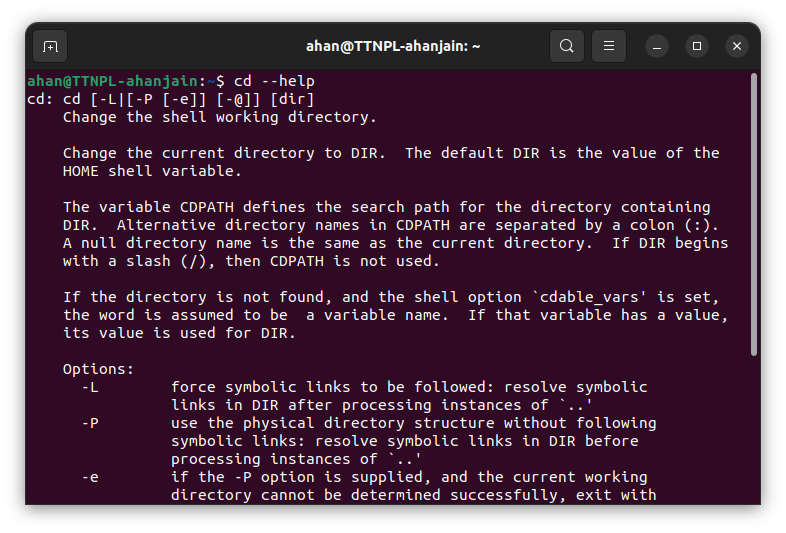 ahan@TTNPL-ahanjain: ~
ahan@TTNPL-ahanjain:~$ cd --help
cd: cd [-L|[-P [-e]] [-@]] [dir]
    Change the shell working directory.

    Change the current directory to DIR.  The default DIR is the value of the
    HOME shell variable.

    The variable CDPATH defines the search path for the directory containing
    DIR.  Alternative directory names in CDPATH are separated by a colon (:).
    A null directory name is the same as the current directory.  If DIR begins
    with a slash (/), then CDPATH is not used.

    If the directory is not found, and the shell option `cdable_vars' is set,
    the word is assumed to be  a variable name.  If that variable has a value,
    its value is used for DIR.

    Options:
      -L        force symbolic links to be followed: resolve symbolic
                links in DIR after processing instances of `..'
      -P        use the physical directory structure without following
                symbolic links: resolve symbolic links in DIR before
                processing instances of `..'
      -e        if the -P option is supplied, and the current working
                directory cannot be determined successfully, exit with